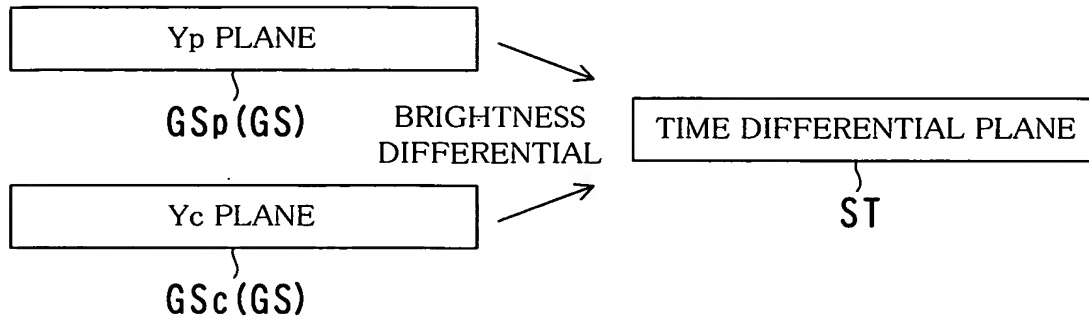 Yp PLANE
GSp(GS)
BRIGHTNESS
DIFFERENTIAL
TIME DIFFERENTIAL PLANE
ST
Yc PLANE
GSc(GS)